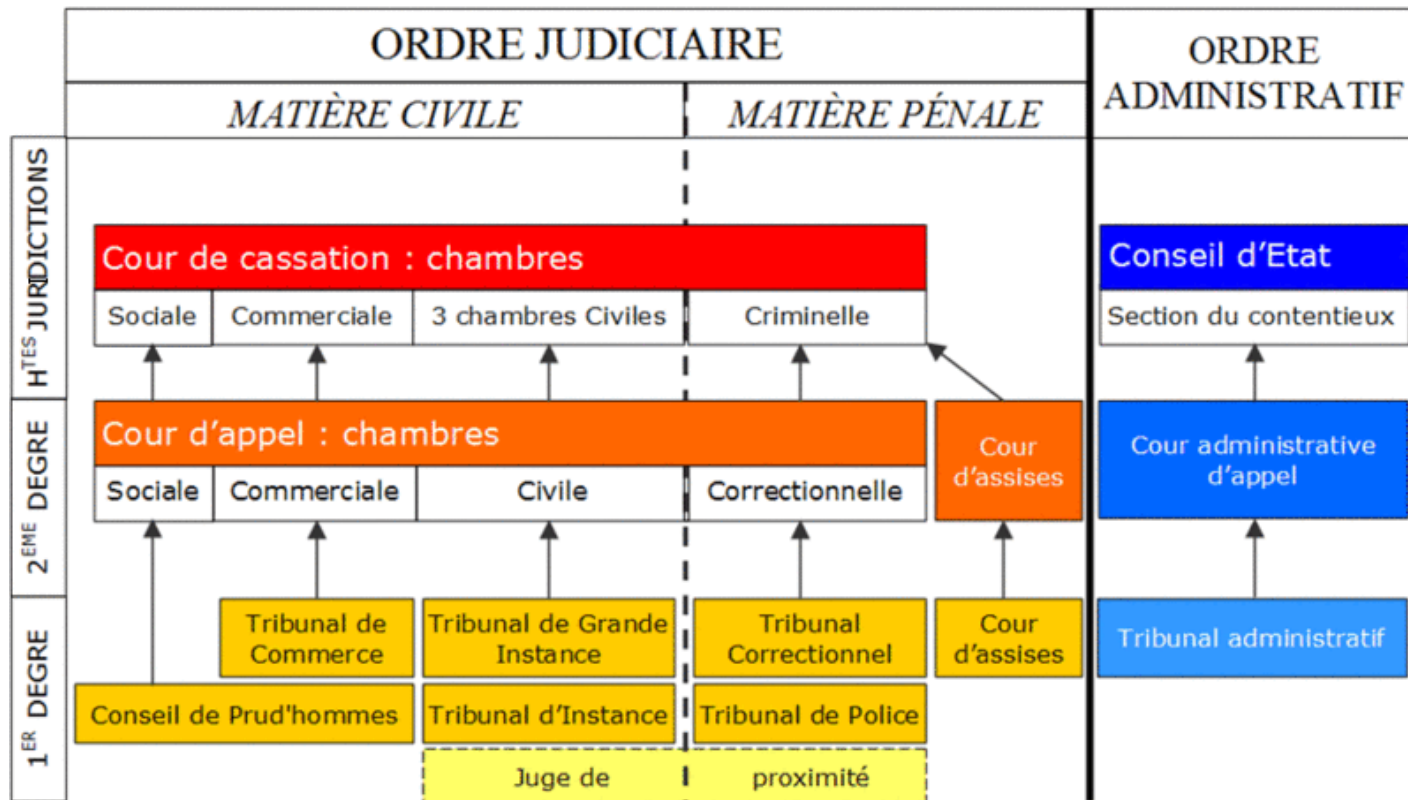 ORDRE JUDICIAIRE
ORDRE
ADMINISTRATIF
MATIÈRE CIVILE
MATIÈRE PÉNALE
HTES JURIDICTIONS
Cour de cassation : chambres
Sociale
Commerciale
3 chambres Civiles
Criminelle
Conseil d'Etat
Section du contentieux
2EME DEGRE
Cour d'appel : chambres
Sociale
Commerciale
Civile
Correctionnelle
Cour
d'assises
Cour administrative
d'appel
1ER DEGRE
Tribunal de
Commerce
Tribunal de Grande
Instance
Tribunal
Correctionnel
Cour
d'assises
Tribunal administratif
Conseil de Prud'hommes
Tribunal d'Instance
Tribunal de Police
Juge de proximité